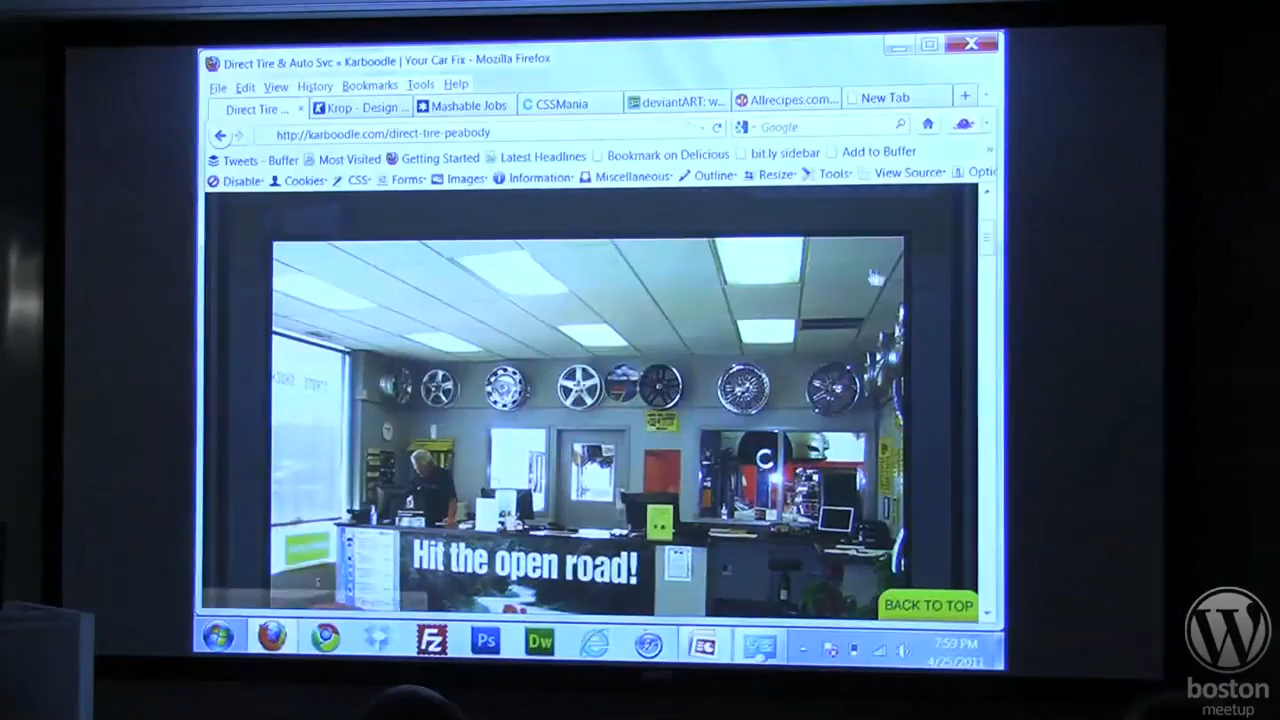 Direct Tire & Auto Svc « Karboodle | Your Car Fix - Mozilla Firefox
File Edit View History Bookmarks Tools Help
Direct Tire ... × Krop - Design ... Mashable Jobs CSSMania deviantART: w... Allrecipes.com... New Tab +
http://karboodle.com/direct-tire-peabody Google
Tweets - Buffer Most Visited Getting Started Latest Headlines Bookmark on Delicious bit.ly sidebar Add to Buffer »
Disable Cookies CSS Forms Images Information Miscellaneous Outline Resize Tools View Source Optic
C
Hit the open road!
BACK TO TOP
Fz Ps Dw
7:59 PM
4/25/2011
W
boston
meetup